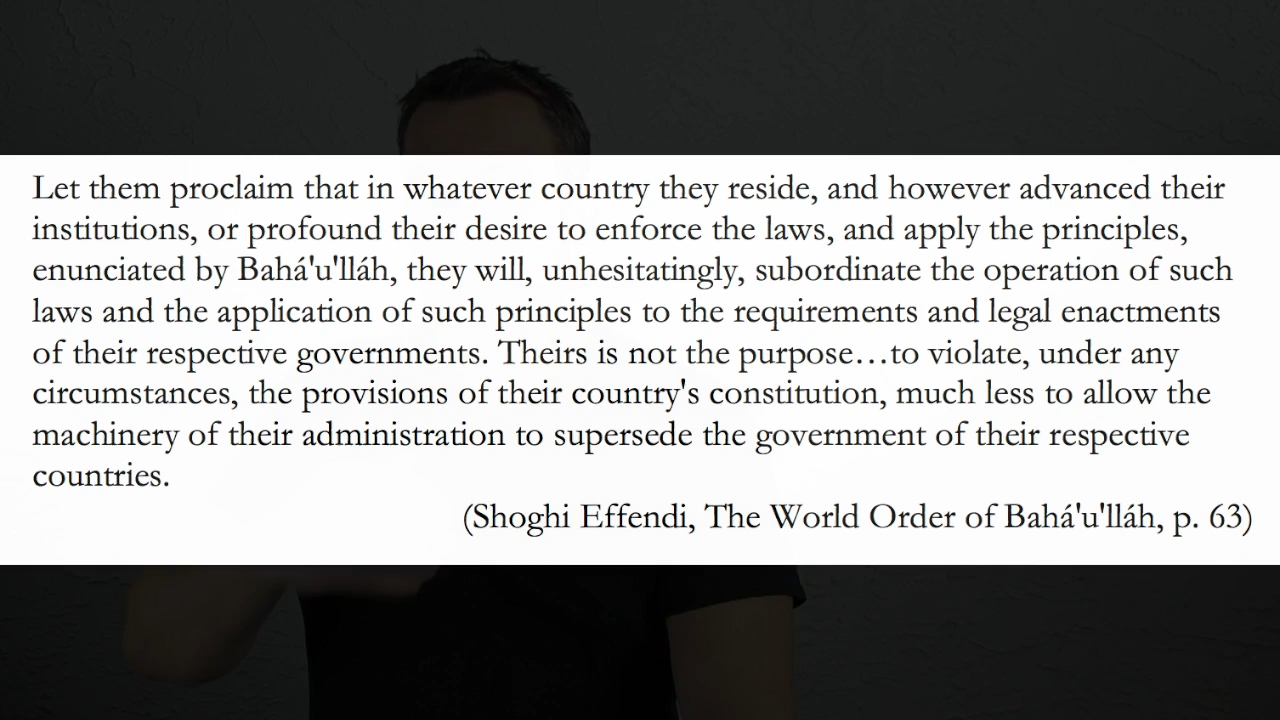 Let them proclaim that in whatever country they reside, and however advanced their
institutions, or profound their desire to enforce the laws, and apply the principles,
enunciated by Bahá'u'lláh, they will, unhesitatingly, subordinate the operation of such
laws and the application of such principles to the requirements and legal enactments
of their respective governments. Theirs is not the purpose…to violate, under any
circumstances, the provisions of their country's constitution, much less to allow the
machinery of their administration to supersede the government of their respective
countries.
(Shoghi Effendi, The World Order of Bahá'u'lláh, p. 63)